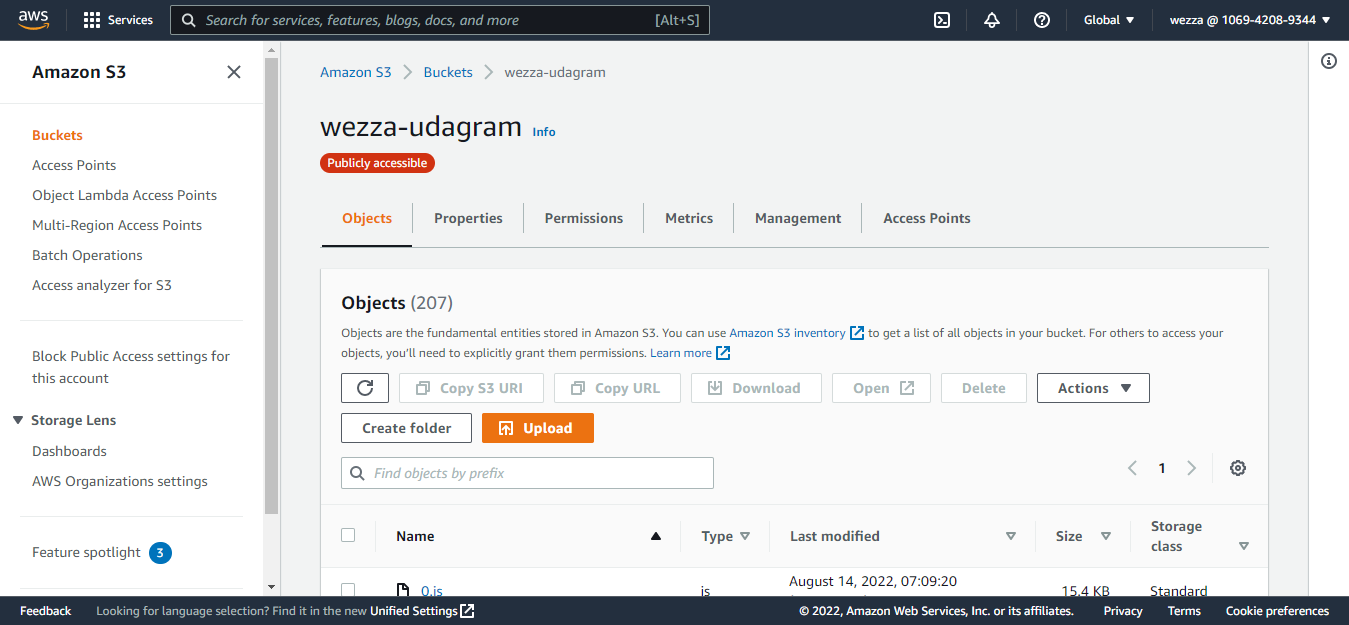 aws
Services
Search for services, features, blogs, docs, and more [Alt+S]
Global
wezza @ 1069-4208-9344
Amazon S3
Buckets
Access Points
Object Lambda Access Points
Multi-Region Access Points
Batch Operations
Access analyzer for S3
Block Public Access settings for
this account
Storage Lens
Dashboards
AWS Organizations settings
Feature spotlight 3
Amazon S3 Buckets wezza-udagram
wezza-udagram Info
Publicly accessible
Objects Properties Permissions Metrics Management Access Points
Objects (207)
Objects are the fundamental entities stored in Amazon S3. You can use Amazon S3 inventory to get a list of all objects in your bucket. For others to access your
objects, you'll need to explicitly grant them permissions. Learn more
Copy S3 URI Copy URL Download Open Delete Actions
Create folder Upload
Find objects by prefix
1
Name Type Last modified Size Storage
class
0.js js August 14, 2022, 07:09:20 15.4 KB Standard
Feedback Looking for language selection? Find it in the new Unified Settings © 2022, Amazon Web Services, Inc. or its affiliates. Privacy Terms Cookie preferences